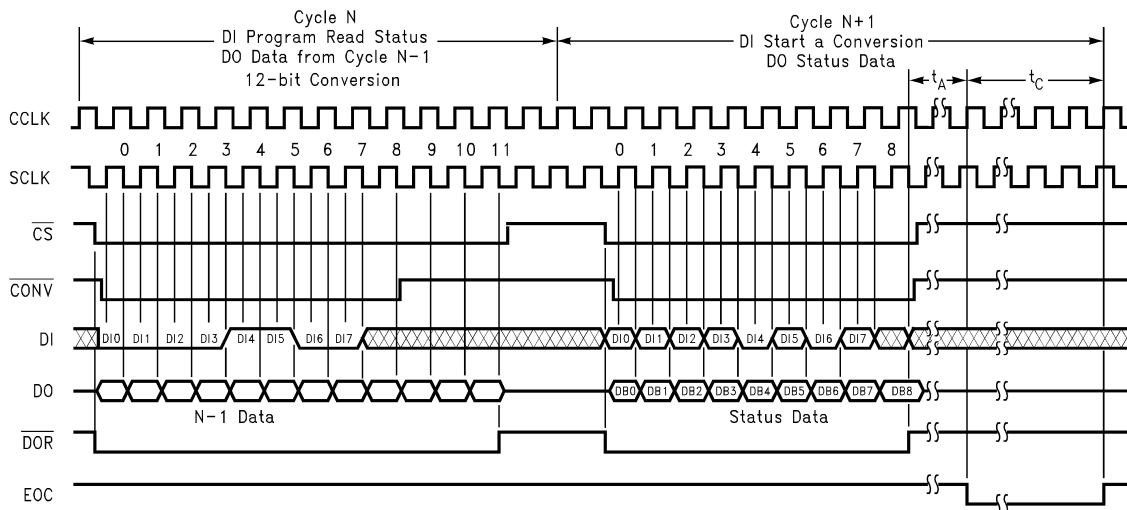 Cycle N
DI Program Read Status
DO Data from Cycle N−1
12-bit Conversion
Cycle N+1
DI Start a Conversion
DO Status Data
tA
tC
CCLK
0 1 2 3 4 5 6 7 8 9 10 11 0 1 2 3 4 5 6 7 8
SCLK
CS
CONV
DI DI0 DI1 DI2 DI3 DI4 DI5 DI6 DI7 DI0 DI1 DI2 DI3 DI4 DI5 DI6 DI7
DO DB0 DB1 DB2 DB3 DB4 DB5 DB6 DB7 DB8
N−1 Data Status Data
DOR
EOC